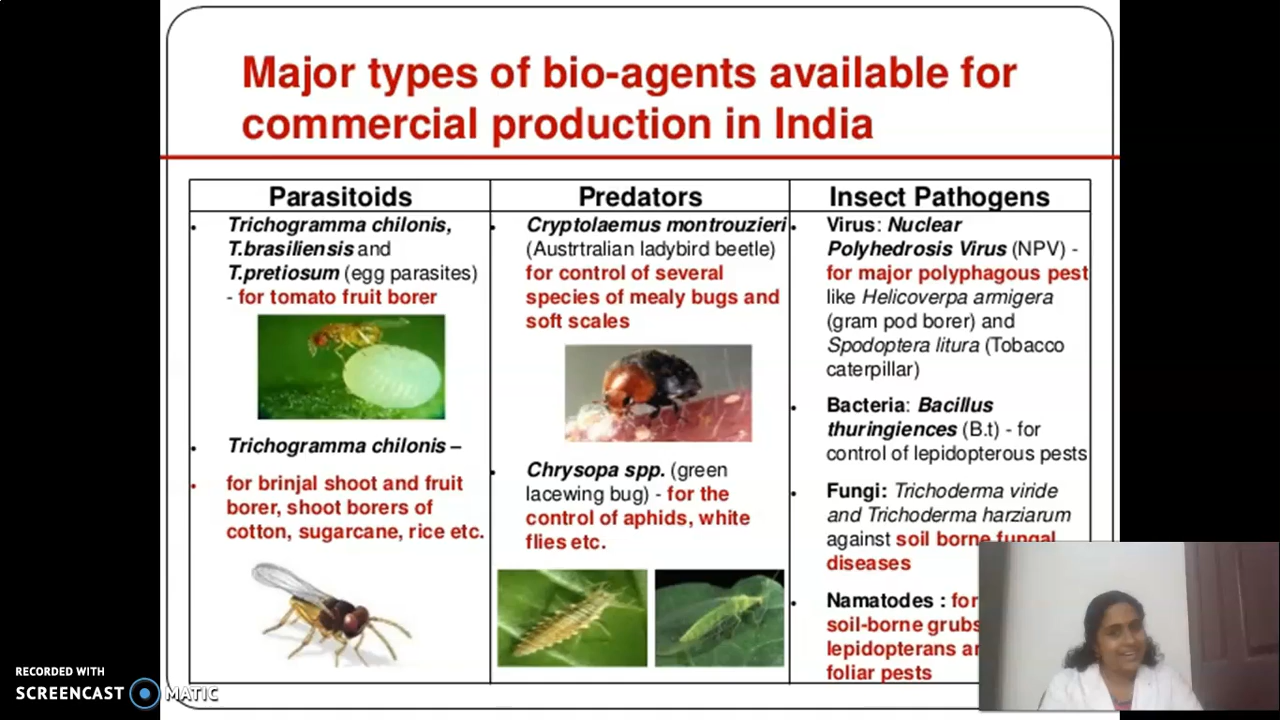 Major types of bio-agents available for
commercial production in India
Parasitoids
Trichogramma chilonis,
T.brasiliensis and
T.pretiosum (egg parasites)
- for tomato fruit borer
Trichogramma chilonis –
for brinjal shoot and fruit
borer, shoot borers of
cotton, sugarcane, rice etc.
Predators
Cryptolaemus montrouzieri
(Austrtralian ladybird beetle)
for control of several
species of mealy bugs and
soft scales
Chrysopa spp. (green
lacewing bug) - for the
control of aphids, white
flies etc.
Insect Pathogens
Virus: Nuclear
Polyhedrosis Virus (NPV) -
for major polyphagous pest
like Helicoverpa armigera
(gram pod borer) and
Spodoptera litura (Tobacco
caterpillar)
Bacteria: Bacillus
thuringiences (B.t) - for
control of lepidopterous pests
Fungi: Trichoderma viride
and Trichoderma harziarum
against soil borne fungal
diseases
Namatodes : for
soil-borne grubs
lepidopterans
foliar pests
RECORDED WITH
SCREENCAST MATIC